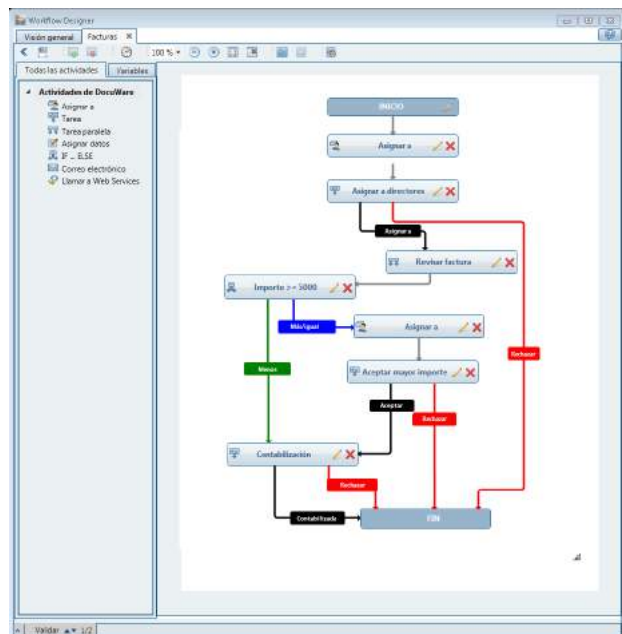 Workflow Designer
Visión general
Facturas
100 %
Todas las actividades
Variables
Actividades de DocuWare
Asignar a
Tarea
Tarea paralela
Asignar datos
IF ... ELSE
Correo electrónico
Llamar a Web Services
INICIO
Asignar a
Asignar a directores
Asignar a
Revisar factura
Importe >= 5000
Más/igual
Asignar a
Rechazar
Menos
Aceptar mayor importe
Aceptar
Rechazar
Contabilización
Rechazar
Contabilizada
FIN
Validar
1/2